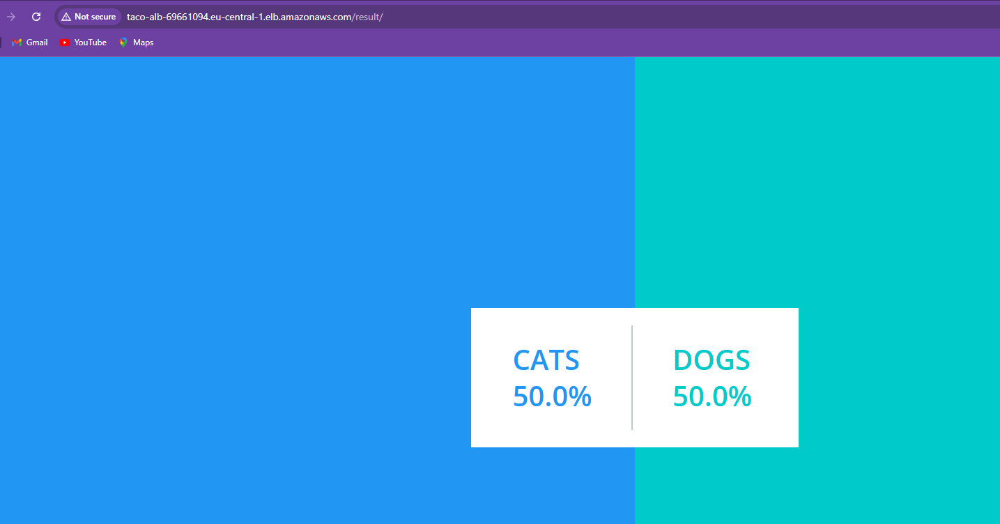 Not secure taco-alb-69661094.eu-central-1.elb.amazonaws.com/result/
Gmail YouTube Maps
CATS DOGS
50.0% 50.0%